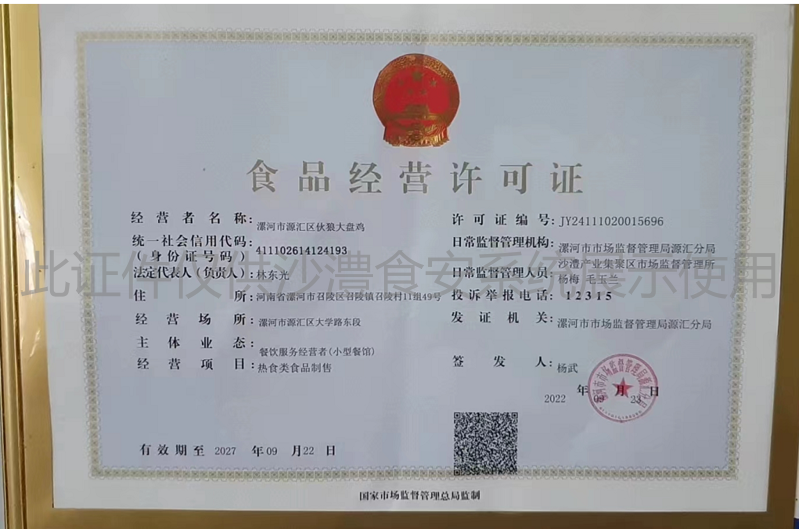 食品经营许可证
经营者名称：漯河市源汇区伙狼大盘鸡
统一社会信用代码：
(身份证号码) 411102614124193
法定代表人(负责人)：林东光
住所：河南省漯河市召陵区召陵镇召陵村11组49号
经营场所：漯河市源汇区大学路东段
主体业态：餐饮服务经营者(小型餐馆)
经营项目：热食类食品制售
许可证编号：JY24111020015696
日常监督管理机构：漯河市市场监督管理局源汇分局
沙澧产业集聚区市场监督管理所
日常监督管理人员：杨梅 毛玉兰
投诉举报电话：12315
发证机关：漯河市市场监督管理局源汇分局
签发人：杨武
2022 年 月 23 日
有效期至 2027 年 09 月 22 日
国家市场监督管理总局监制
此证件仅供沙澧食安系统展示使用